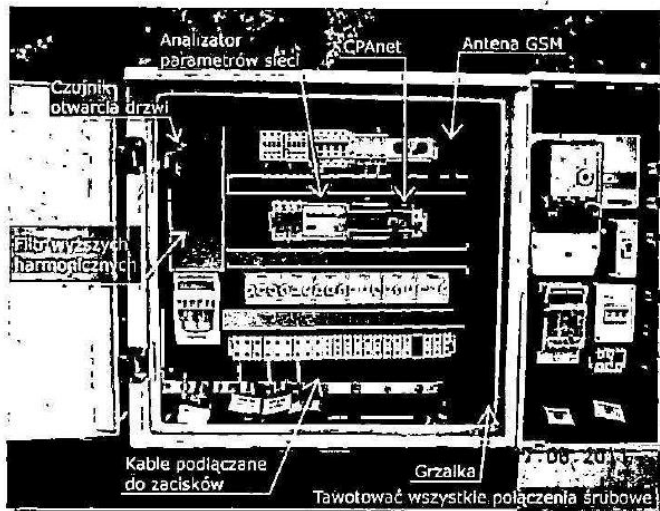 Analizator
parametrów sieci
CPAnet
Antena GSM
Czujnik
otwarcia drzwi
Filtr wyższych
harmonicznych
Kable podłączane
do zacisków
Grzałka
Tawotować wszystkie połączenia śrubowe